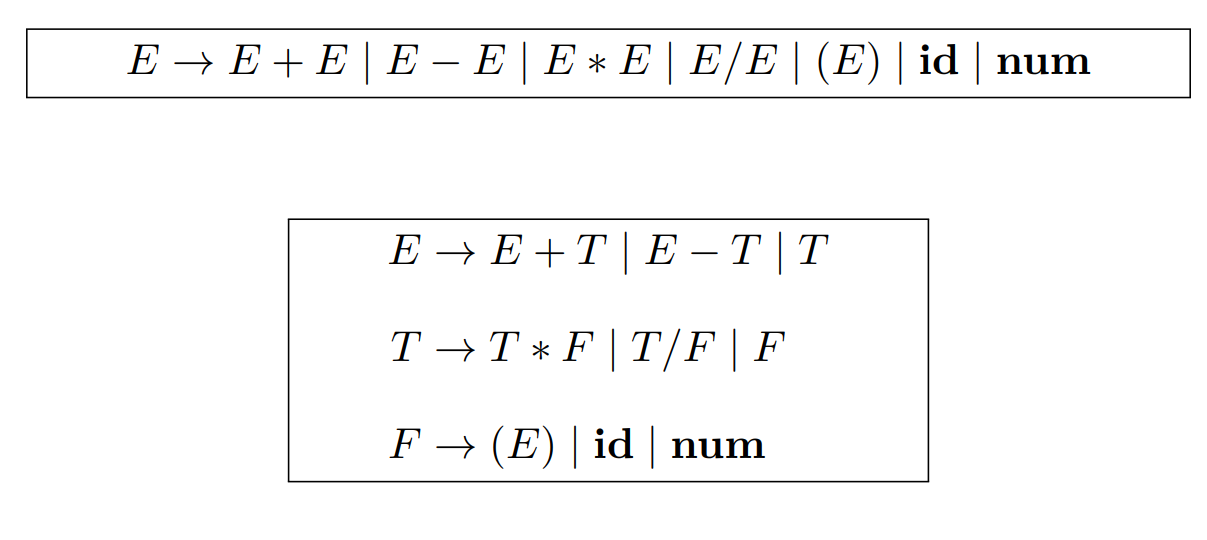 E → E + E | E − E | E ∗ E | E/E | (E) | id | num
E → E + T | E − T | T
T → T ∗ F | T/F | F
F → (E) | id | num